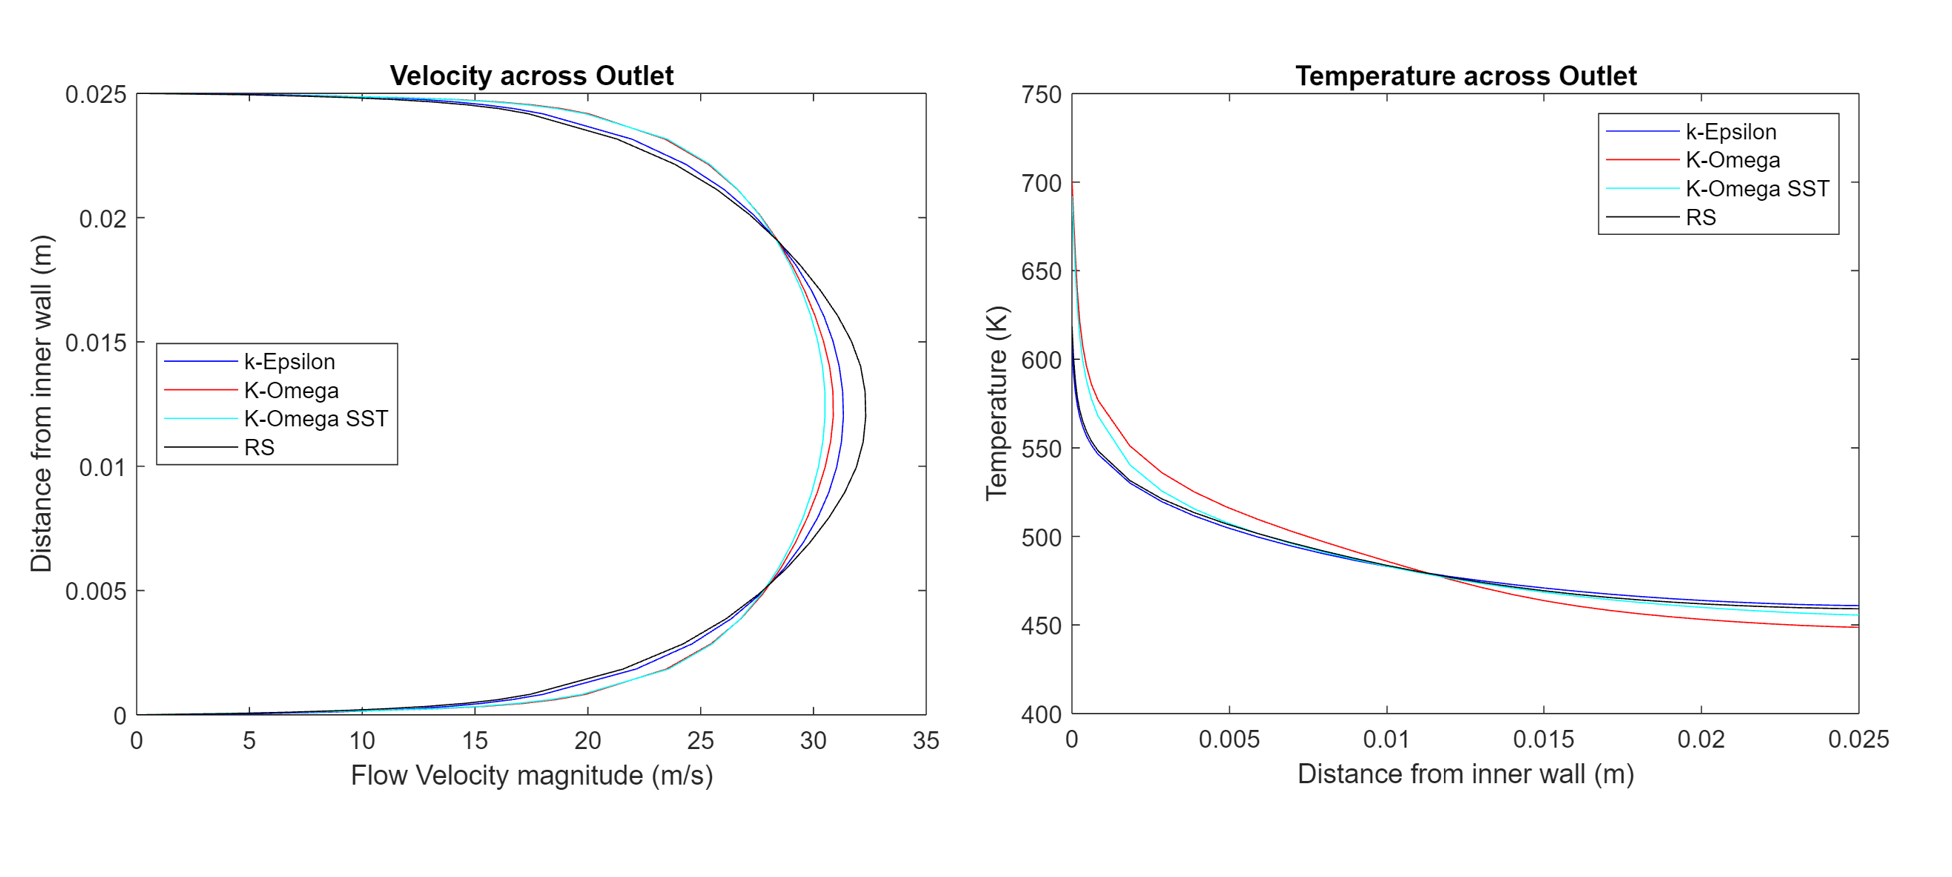 Velocity across Outlet
0.025
0.02
0.015
0.01
0.005
0
Distance from inner wall (m)
k-Epsilon
K-Omega
K-Omega SST
RS
0 5 10 15 20 25 30 35
Flow Velocity magnitude (m/s)
Temperature across Outlet
750
700
650
600
550
500
450
400
Temperature (K)
k-Epsilon
K-Omega
K-Omega SST
RS
0 0.005 0.01 0.015 0.02 0.025
Distance from inner wall (m)